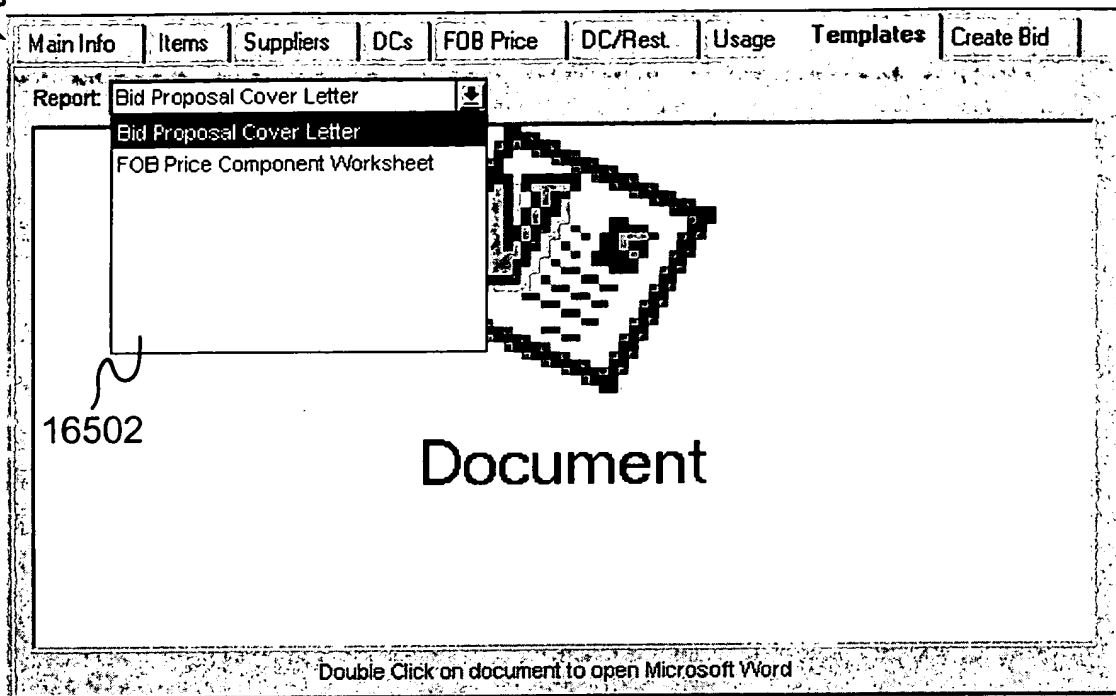 Main Info Items Suppliers DCs FOB Price DC/Rest. Usage Templates Create Bid
Report: Bid Proposal Cover Letter
Bid Proposal Cover Letter
FOB Price Component Worksheet
16502
Document
Double Click on document to open Microsoft Word